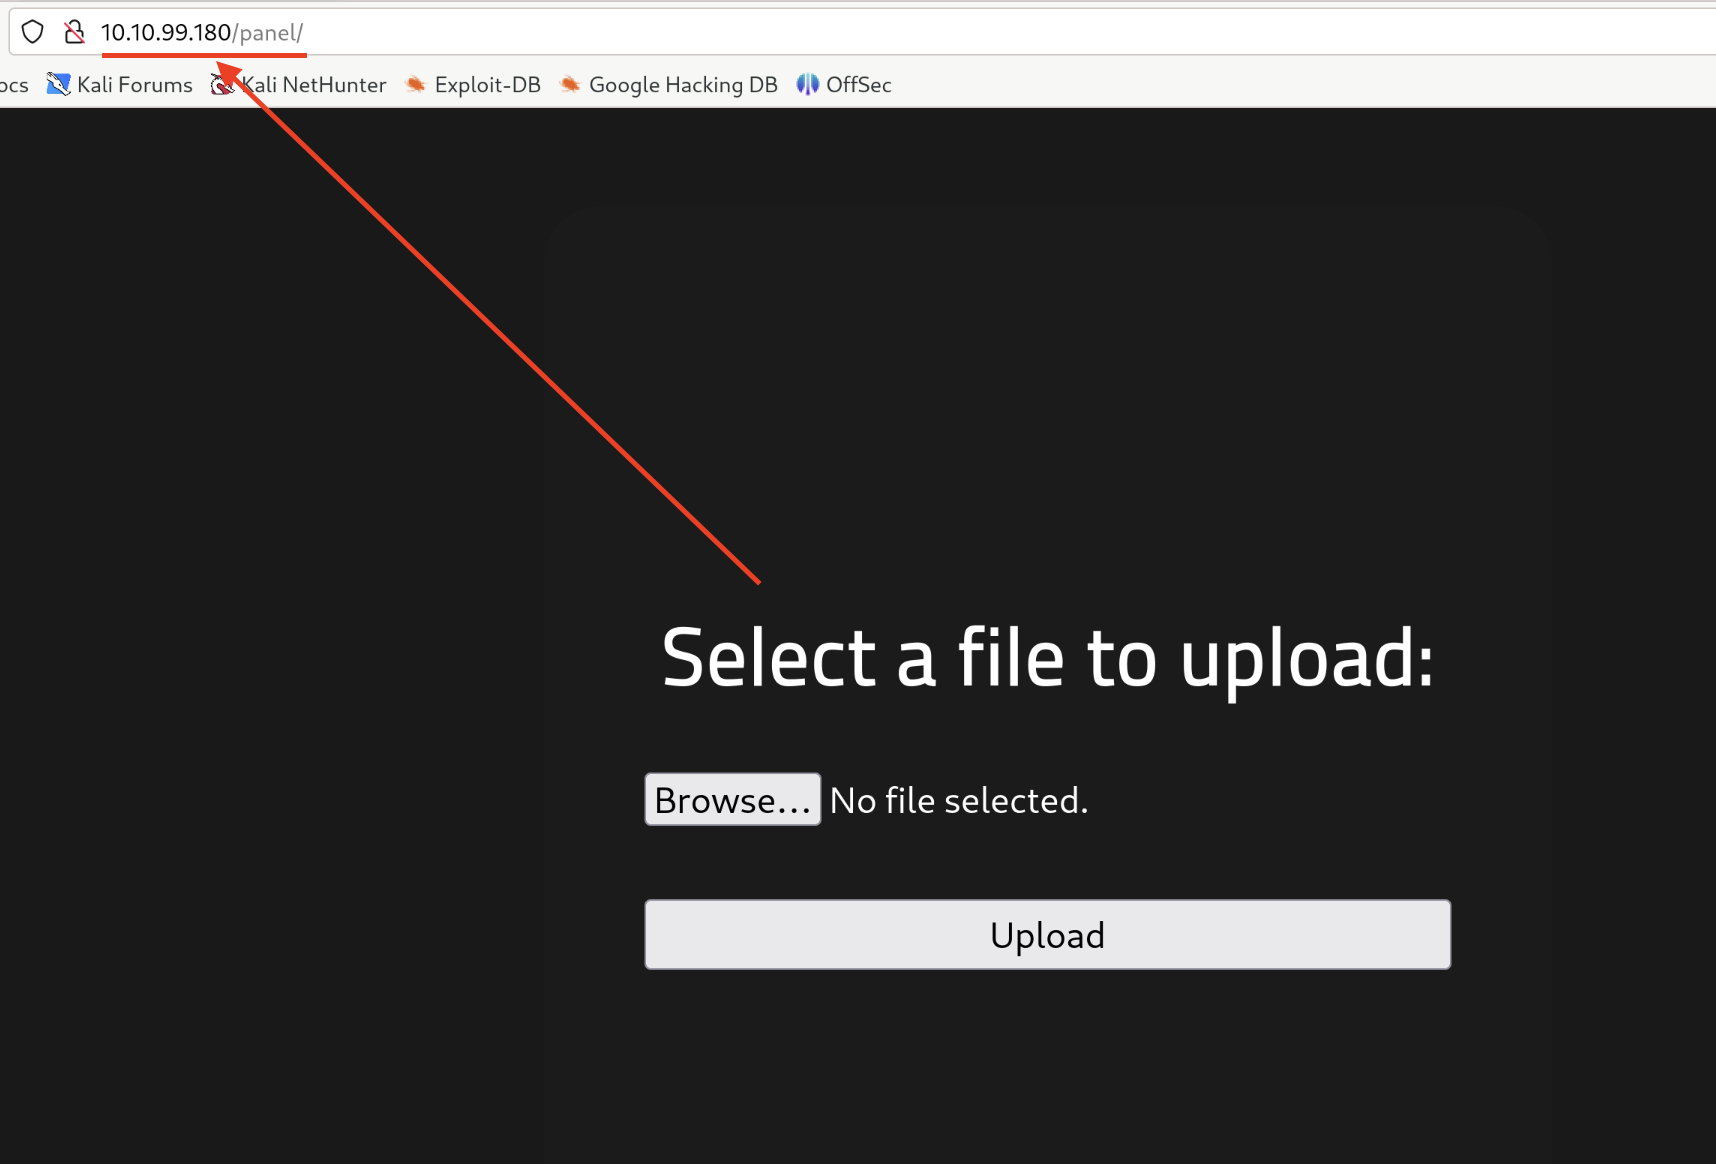 10.10.99.180/panel/
ocs Kali Forums Kali NetHunter Exploit-DB Google Hacking DB OffSec
Select a file to upload:
Browse... No file selected.
Upload